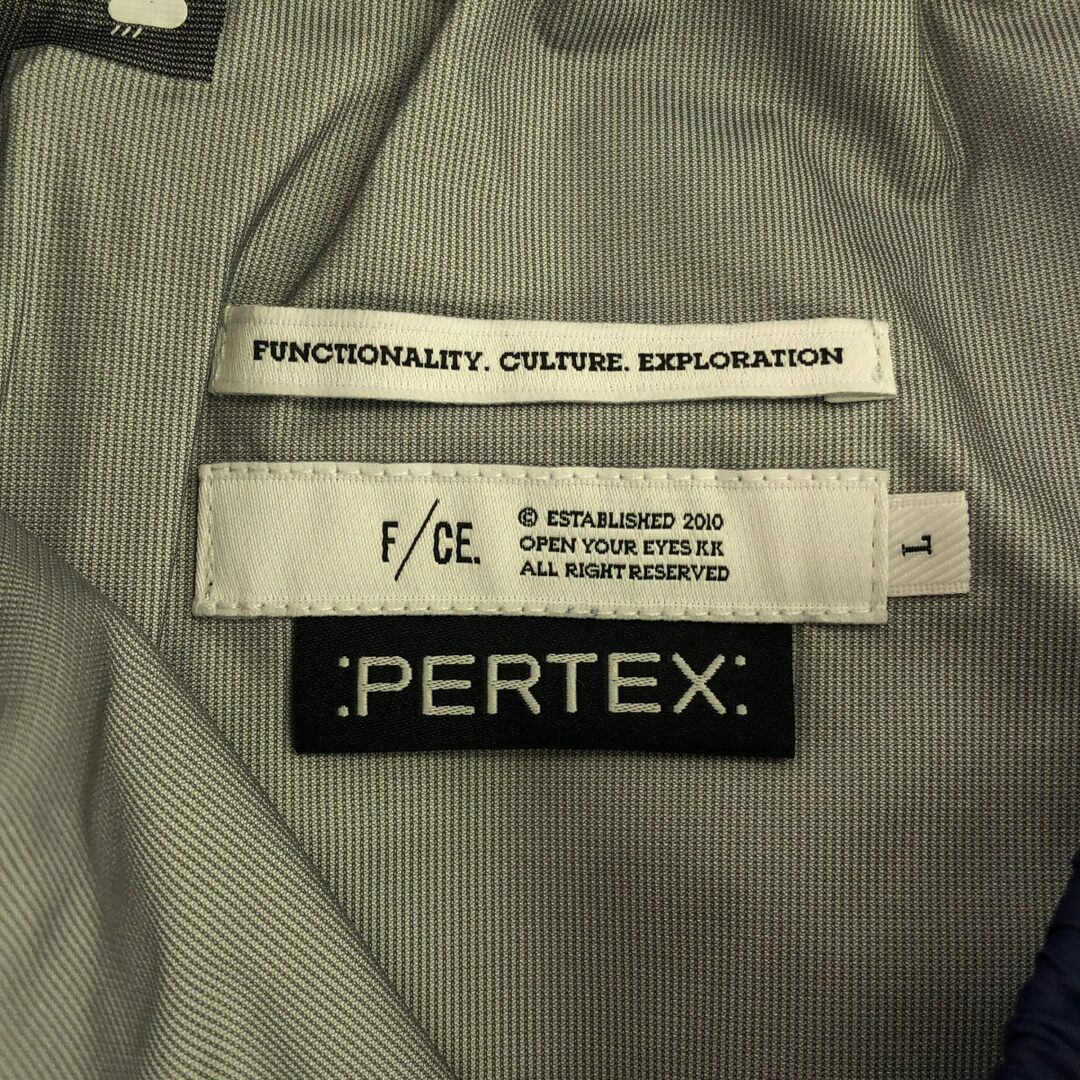 FUNCTIONALITY. CULTURE. EXPLORATION
F/CE.
© ESTABLISHED 2010
OPEN YOUR EYES KK
ALL RIGHT RESERVED
L
:PERTEX: